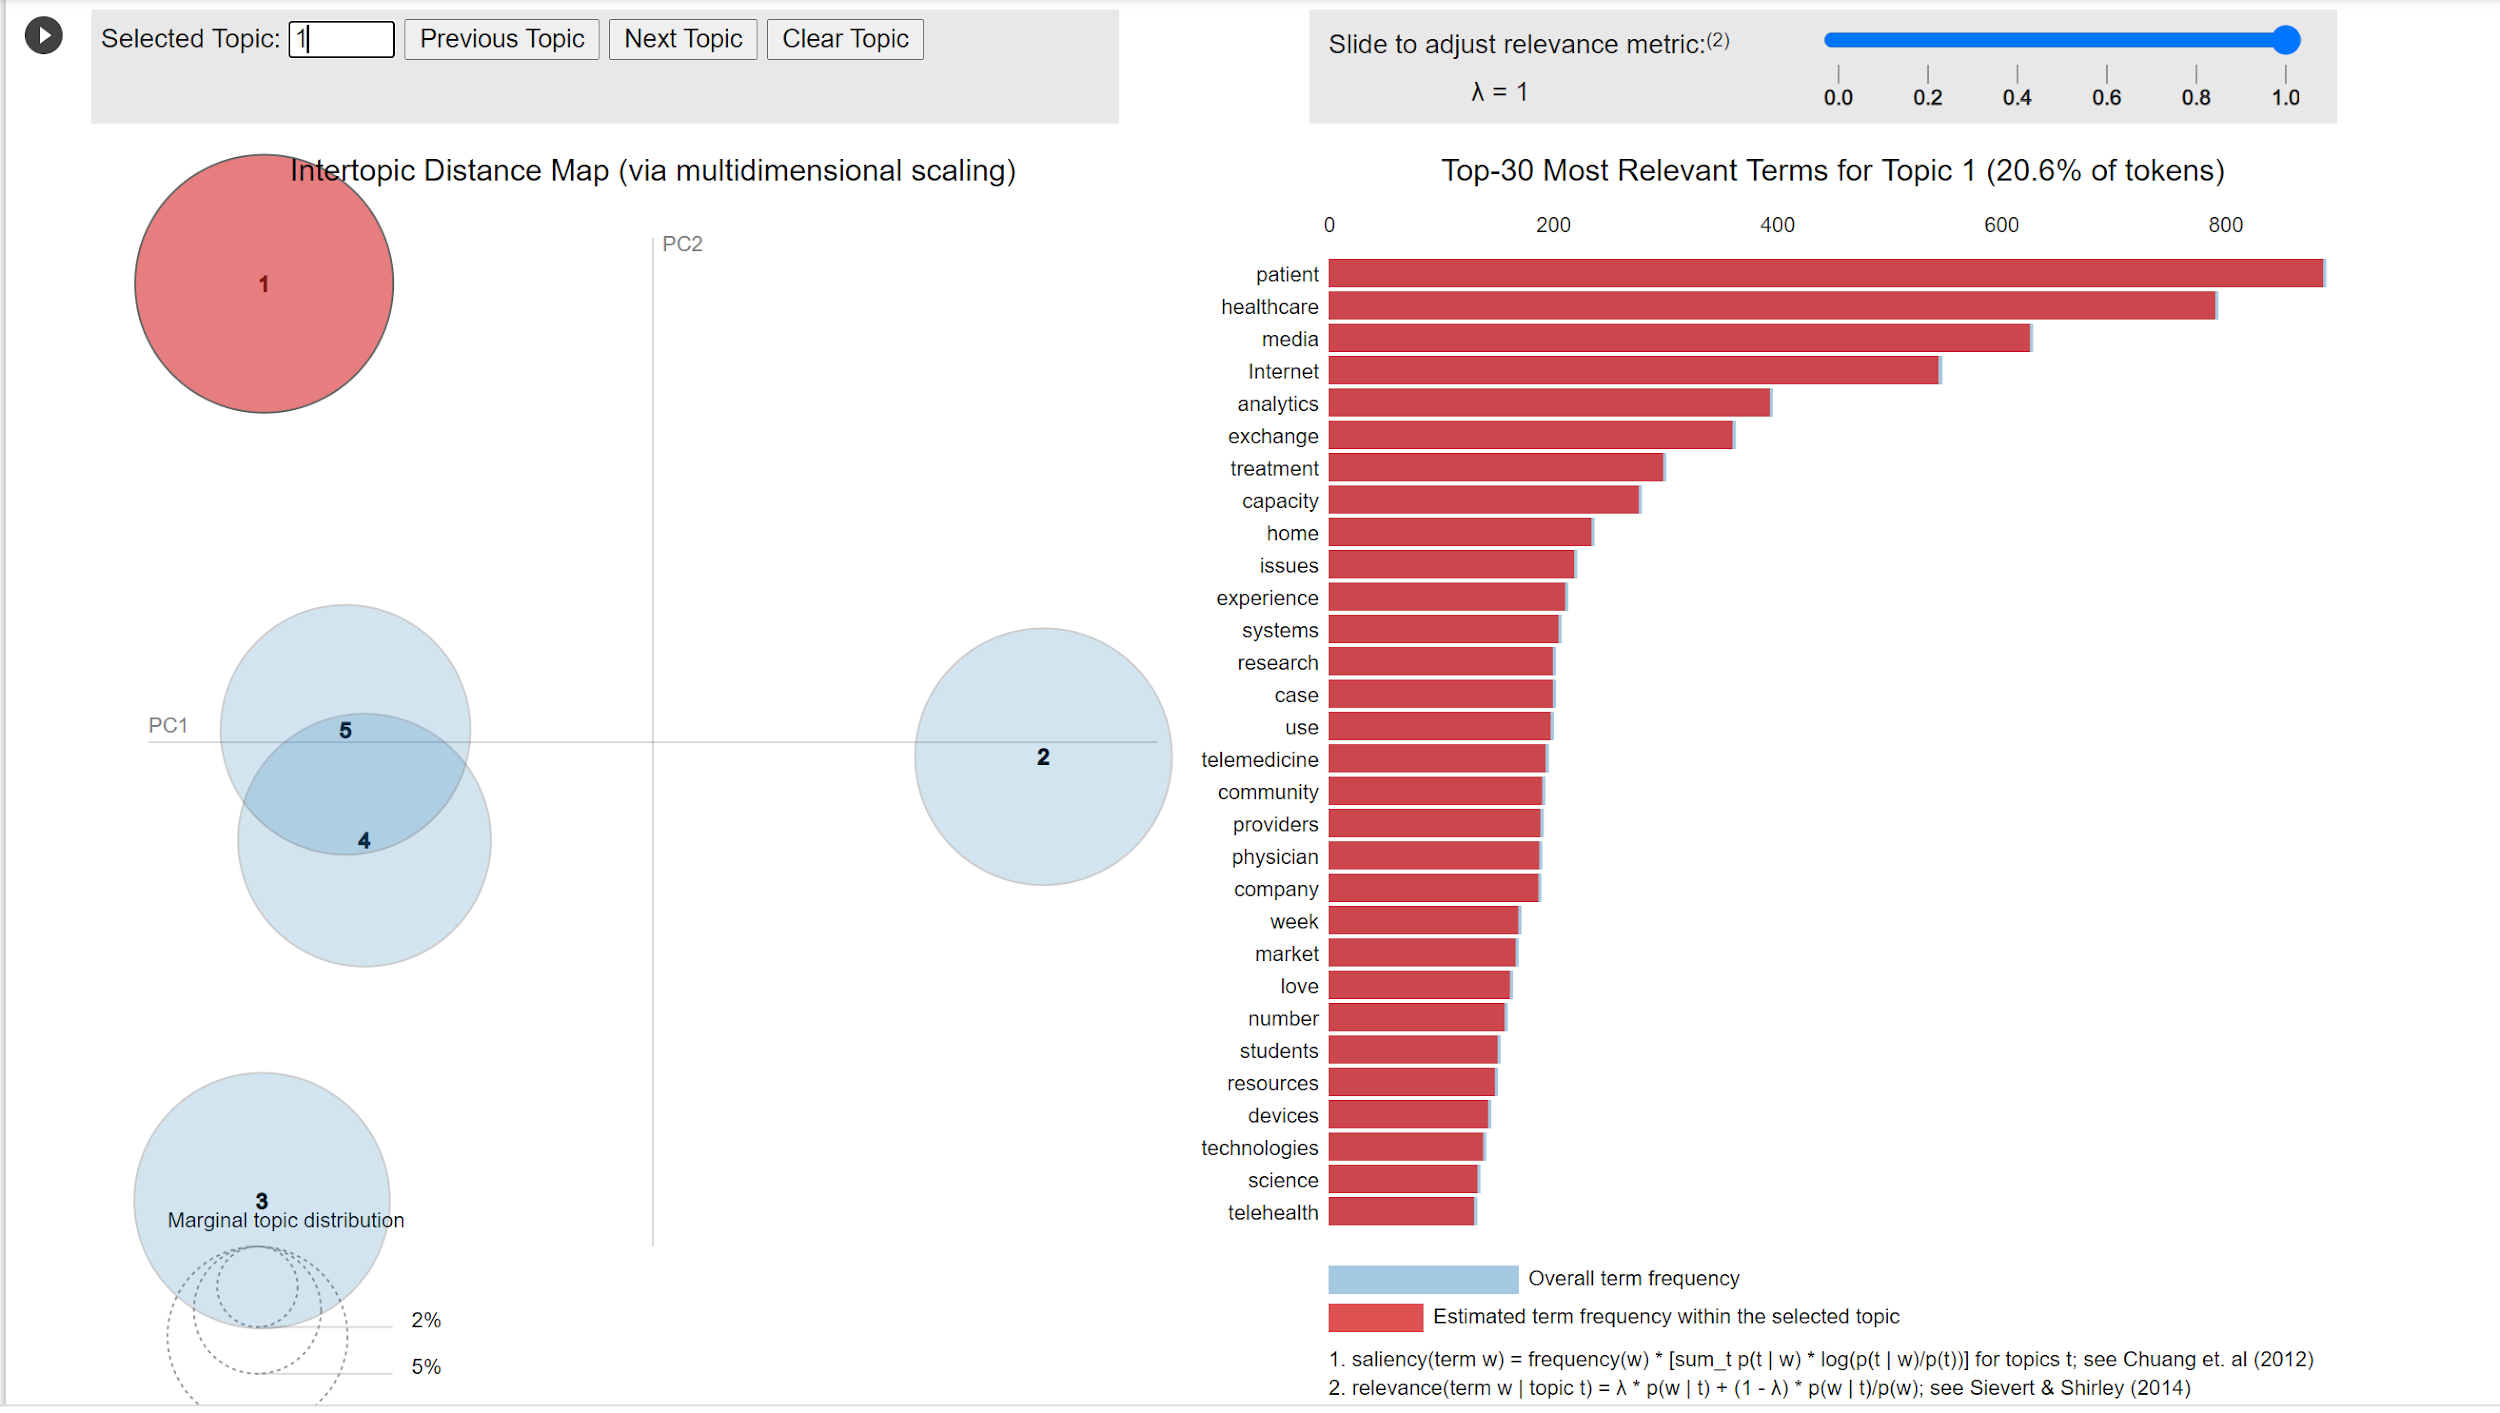 Selected Topic: 1 Previous Topic Next Topic Clear Topic
Slide to adjust relevance metric:(2)
λ = 1
0.0 0.2 0.4 0.6 0.8 1.0
Intertopic Distance Map (via multidimensional scaling)
PC2
PC1
1
5
2
4
3
Marginal topic distribution
2%
5%
Top-30 Most Relevant Terms for Topic 1 (20.6% of tokens)
0 200 400 600 800
patient
healthcare
media
Internet
analytics
exchange
treatment
capacity
home
issues
experience
systems
research
case
use
telemedicine
community
providers
physician
company
week
market
love
number
students
resources
devices
technologies
science
telehealth
Overall term frequency
Estimated term frequency within the selected topic
1. saliency(term w) = frequency(w) * [sum_t p(t | w) * log(p(t | w)/p(t))] for topics t; see Chuang et. al (2012)
2. relevance(term w | topic t) = λ * p(w | t) + (1 - λ) * p(w | t)/p(w); see Sievert & Shirley (2014)